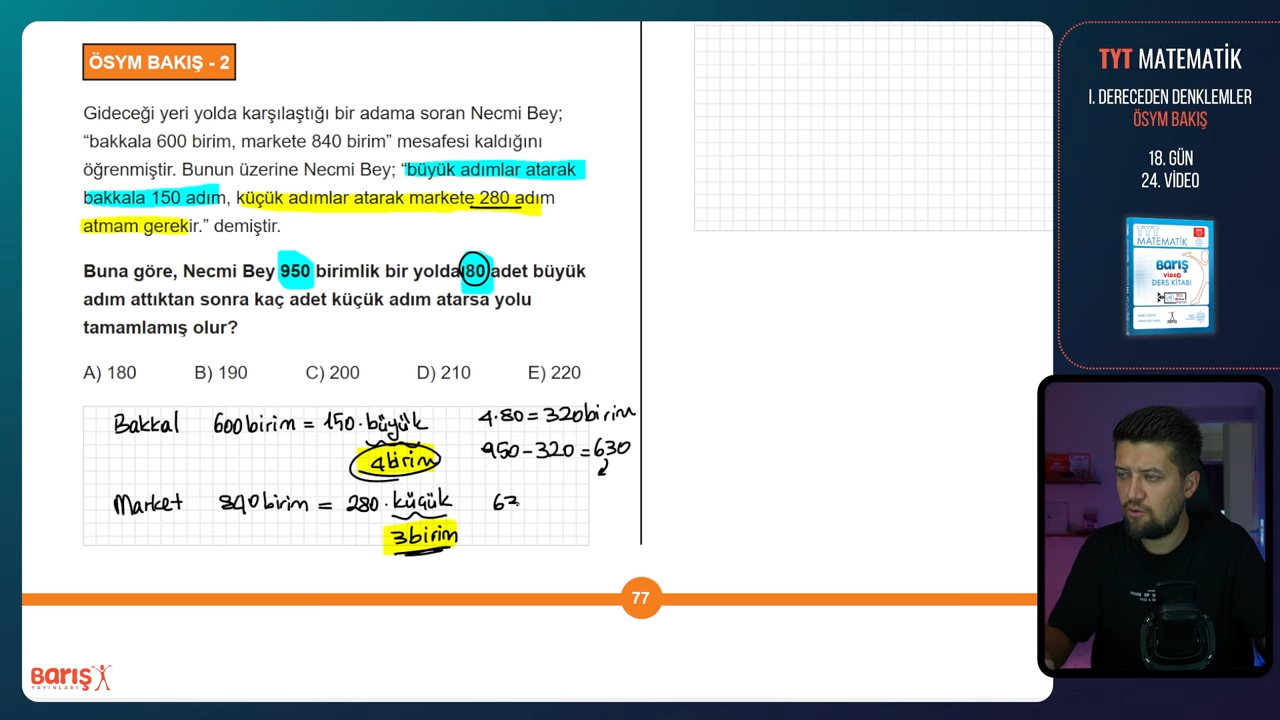 ÖSYM BAKIŞ - 2
Gideceği yeri yolda karşılaştığı bir adama soran Necmi Bey;
“bakkala 600 birim, markete 840 birim” mesafesi kaldığını
öğrenmiştir. Bunun üzerine Necmi Bey; “büyük adımlar atarak
bakkala 150 adım, küçük adımlar atarak markete 280 adım
atmam gerekir.” demiştir.
Buna göre, Necmi Bey 950 birimlik bir yolda 80 adet büyük
adım attıktan sonra kaç adet küçük adım atarsa yolu
tamamlamış olur?
A) 180 B) 190 C) 200 D) 210 E) 220
Bakkal 600 birim = 150 . büyük
4 birim
Market 840 birim = 280 . küçük
3 birim
4.80 = 320 birim
950 - 320 = 630
63
77
BARIŞ
YAYINLARI
TYT MATEMATİK
I. DERECEDEN DENKLEMLER
ÖSYM BAKIŞ
18. GÜN
24. VİDEO
TYT
MATEMATİK
BARIŞ
VİDEO
DERS KİTABI